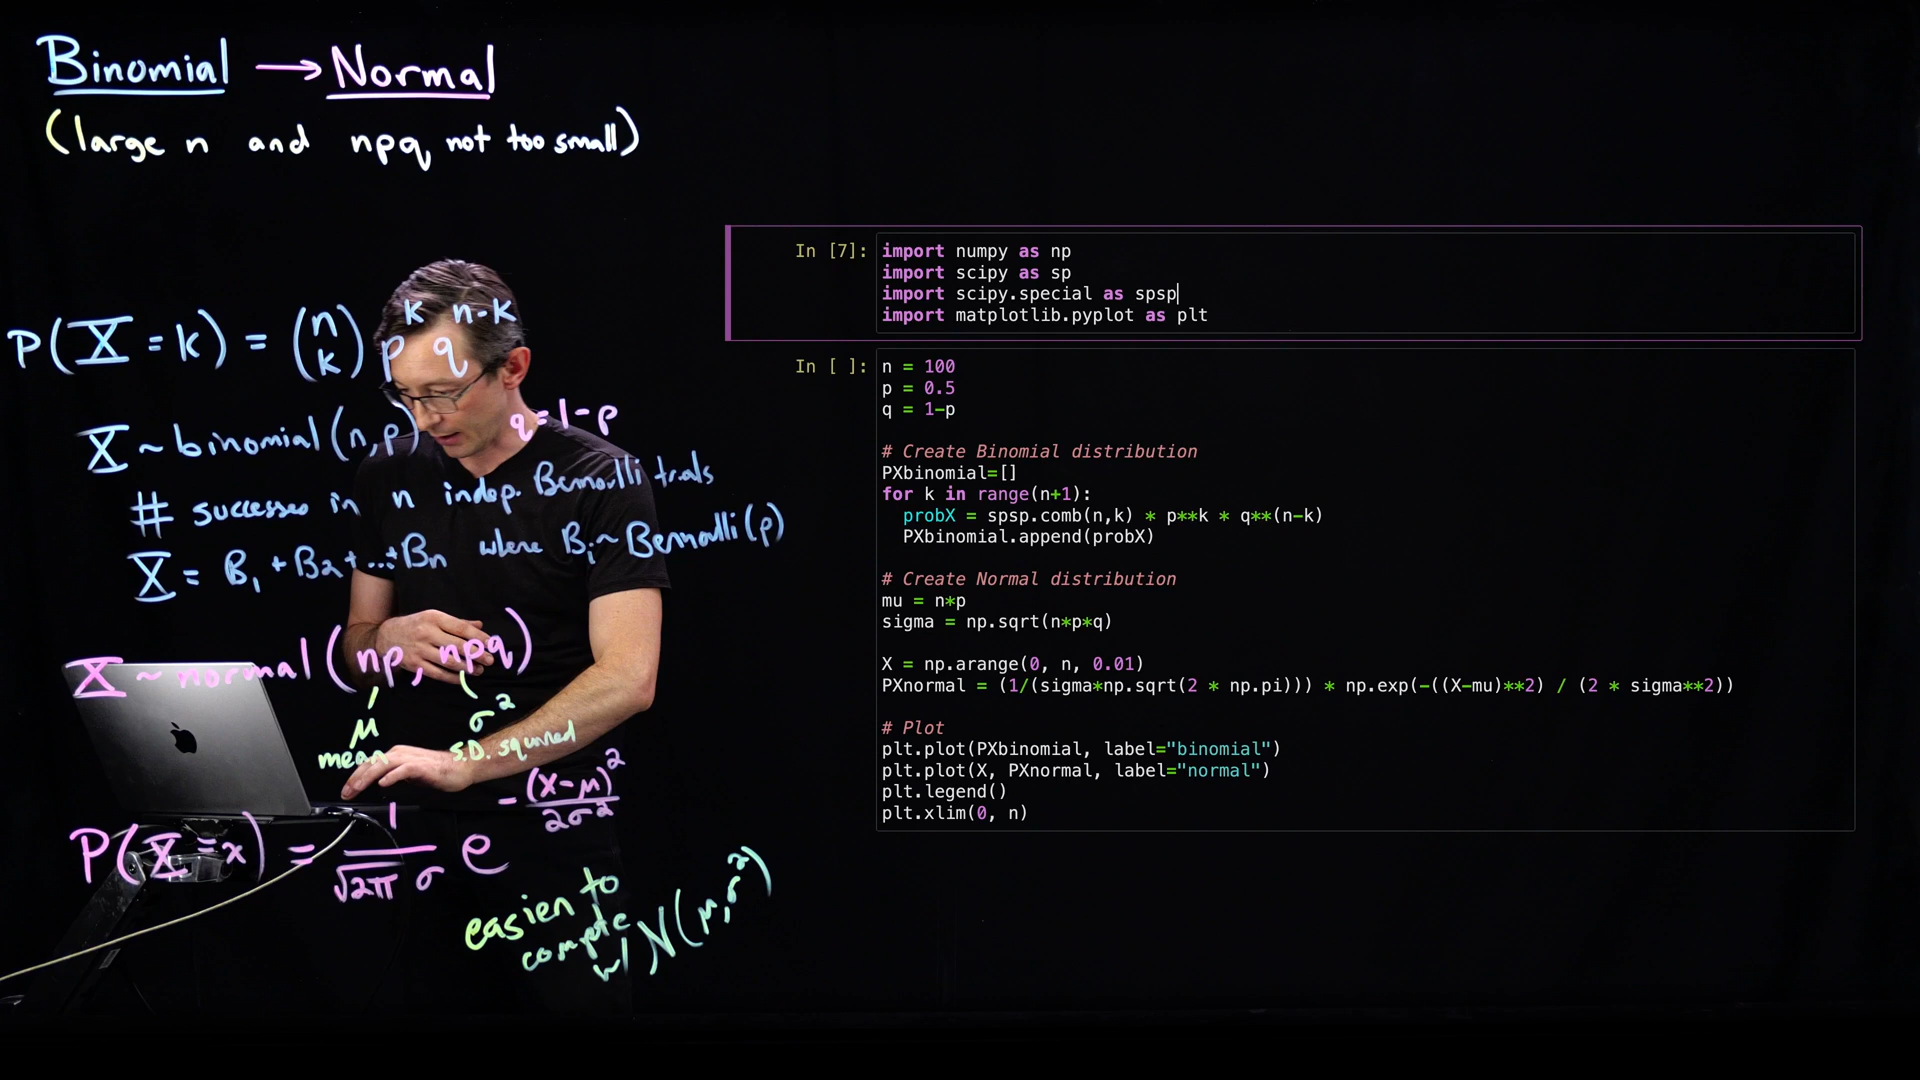 Binomial → Normal
(large n and npq not too small)
P(X = k) = (n k) p^k q^n-k
q = 1 - p
X ~ binomial(n,p)
# successes in n indep. Bernoulli trials
X = B1 + B2 + ... + Bn where Bi ~ Bernoulli(p)
X ~ normal(np, npq)
μ σ²
mean S.D. squared
P(X = x) = 1/√2π σ e^-(x-μ)²/2σ²
easier to
compute
w/ N(μ,σ²)
In [7]: import numpy as np
import scipy as sp
import scipy.special as spsp
import matplotlib.pyplot as plt
In [ ]: n = 100
p = 0.5
q = 1-p
# Create Binomial distribution
PXbinomial=[]
for k in range(n+1):
  probX = spsp.comb(n,k) * p**k * q**(n-k)
  PXbinomial.append(probX)
# Create Normal distribution
mu = n*p
sigma = np.sqrt(n*p*q)
X = np.arange(0, n, 0.01)
PXnormal = (1/(sigma*np.sqrt(2 * np.pi))) * np.exp(-((X-mu)**2) / (2 * sigma**2))
# Plot
plt.plot(PXbinomial, label="binomial")
plt.plot(X, PXnormal, label="normal")
plt.legend()
plt.xlim(0, n)